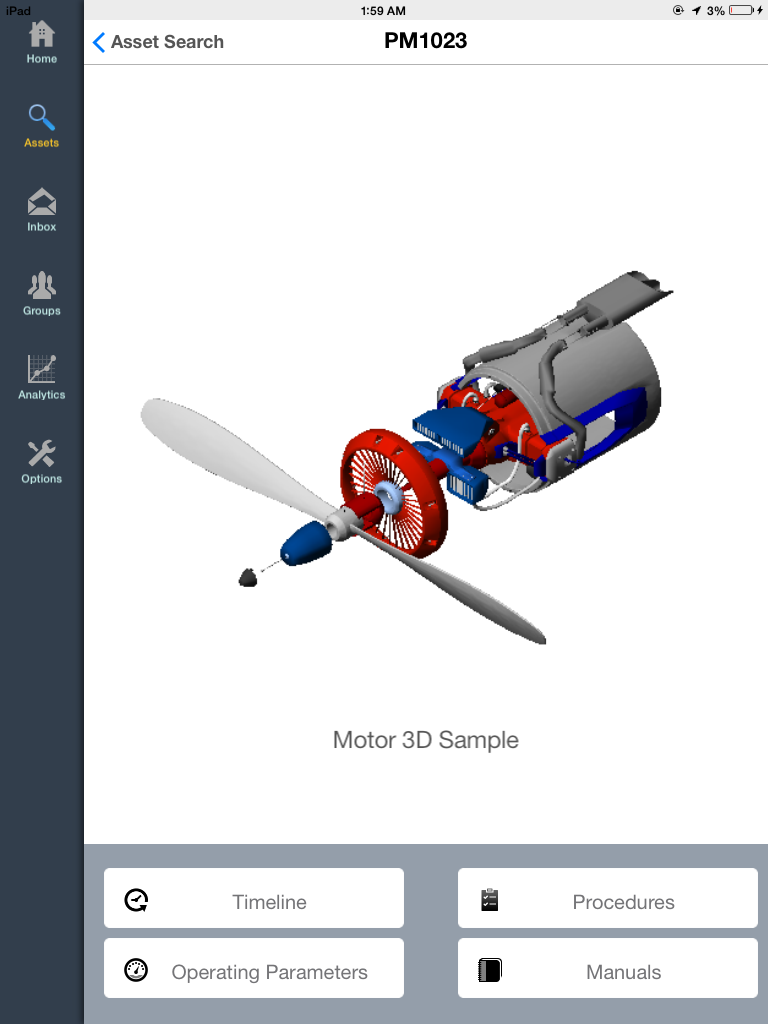 iPad 1:59 AM 3%
Asset Search PM1023
Home
Assets
Inbox
Groups
Analytics
Options
Motor 3D Sample
Timeline Procedures
Operating Parameters Manuals